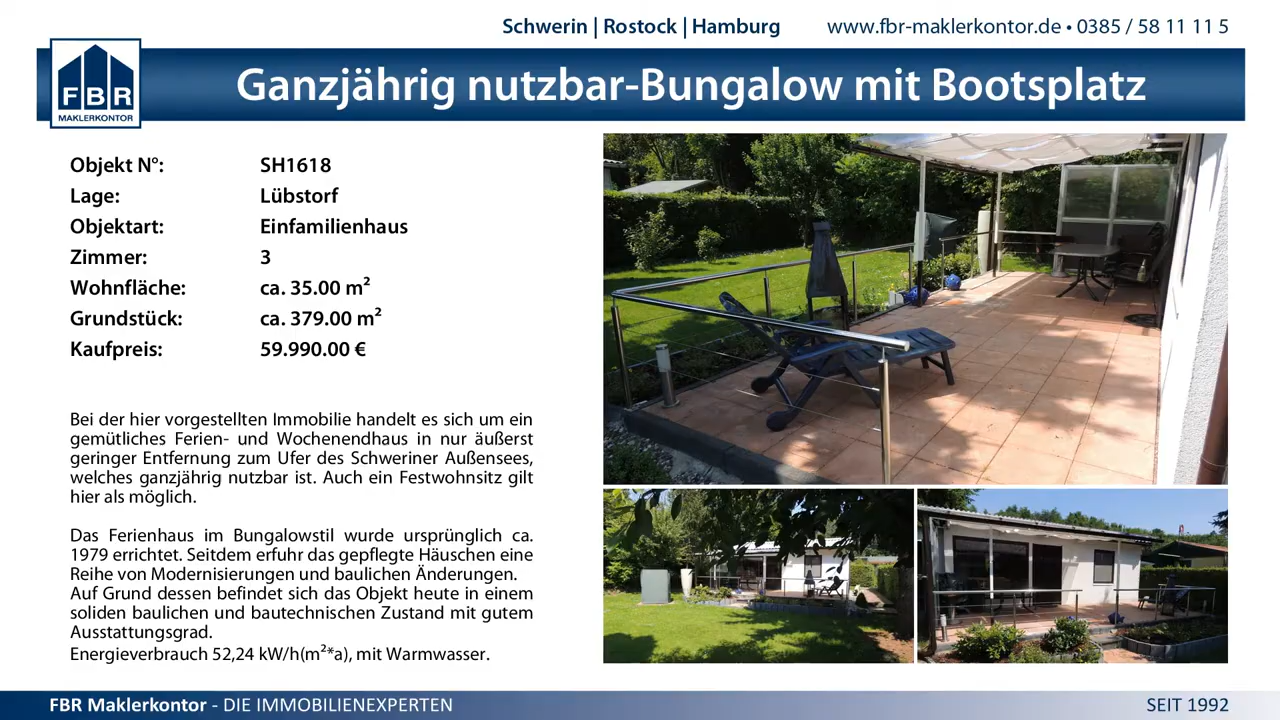 Schwerin | Rostock | Hamburg
www.fbr-maklerkontor.de • 0385 / 58 11 11 5
FBR
MAKLERKONTOR
Ganzjährig nutzbar-Bungalow mit Bootsplatz
Objekt N°: SH1618
Lage: Lübstorf
Objektart: Einfamilienhaus
Zimmer: 3
Wohnfläche: ca. 35.00 m²
Grundstück: ca. 379.00 m²
Kaufpreis: 59.990.00 €
Bei der hier vorgestellten Immobilie handelt es sich um ein
gemütliches Ferien- und Wochenendhaus in nur äußerst
geringer Entfernung zum Ufer des Schweriner Außensees,
welches ganzjährig nutzbar ist. Auch ein Festwohnsitz gilt
hier als möglich.
Das Ferienhaus im Bungalowstil wurde ursprünglich ca.
1979 errichtet. Seitdem erfuhr das gepflegte Häuschen eine
Reihe von Modernisierungen und baulichen Änderungen.
Auf Grund dessen befindet sich das Objekt heute in einem
soliden baulichen und bautechnischen Zustand mit gutem
Ausstattungsgrad.
Energieverbrauch 52,24 kW/h(m²*a), mit Warmwasser.
FBR Maklerkontor - DIE IMMOBILIENEXPERTEN
SEIT 1992